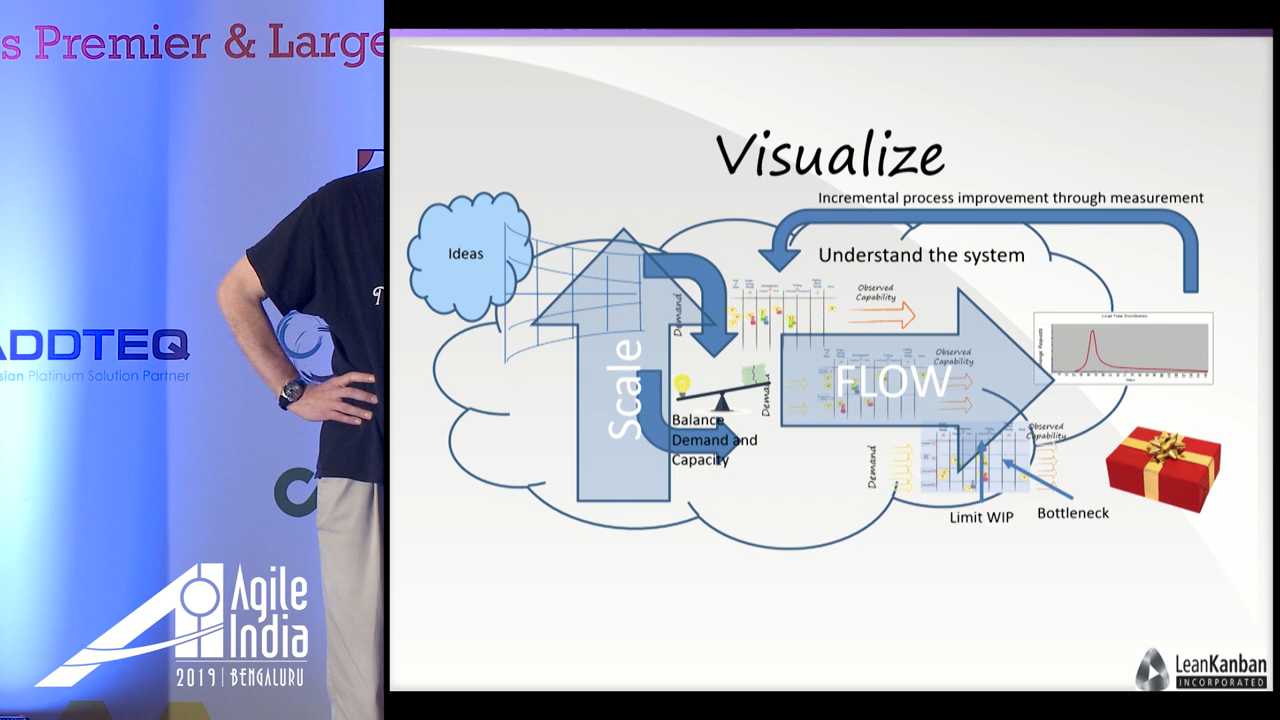 s Premier & Large
ADDTEQ
sian Platinum Solution Partner
Agile
India
2019 | BENGALURU
Visualize
Incremental process improvement through measurement
Ideas
Understand the system
Demand
Observed
Capability
Scale
FLOW
Observed
Capability
Balance
Demand and
Capacity
Demand
Observed
Capability
Limit WIP
Bottleneck
LeanKanban
INCORPORATED